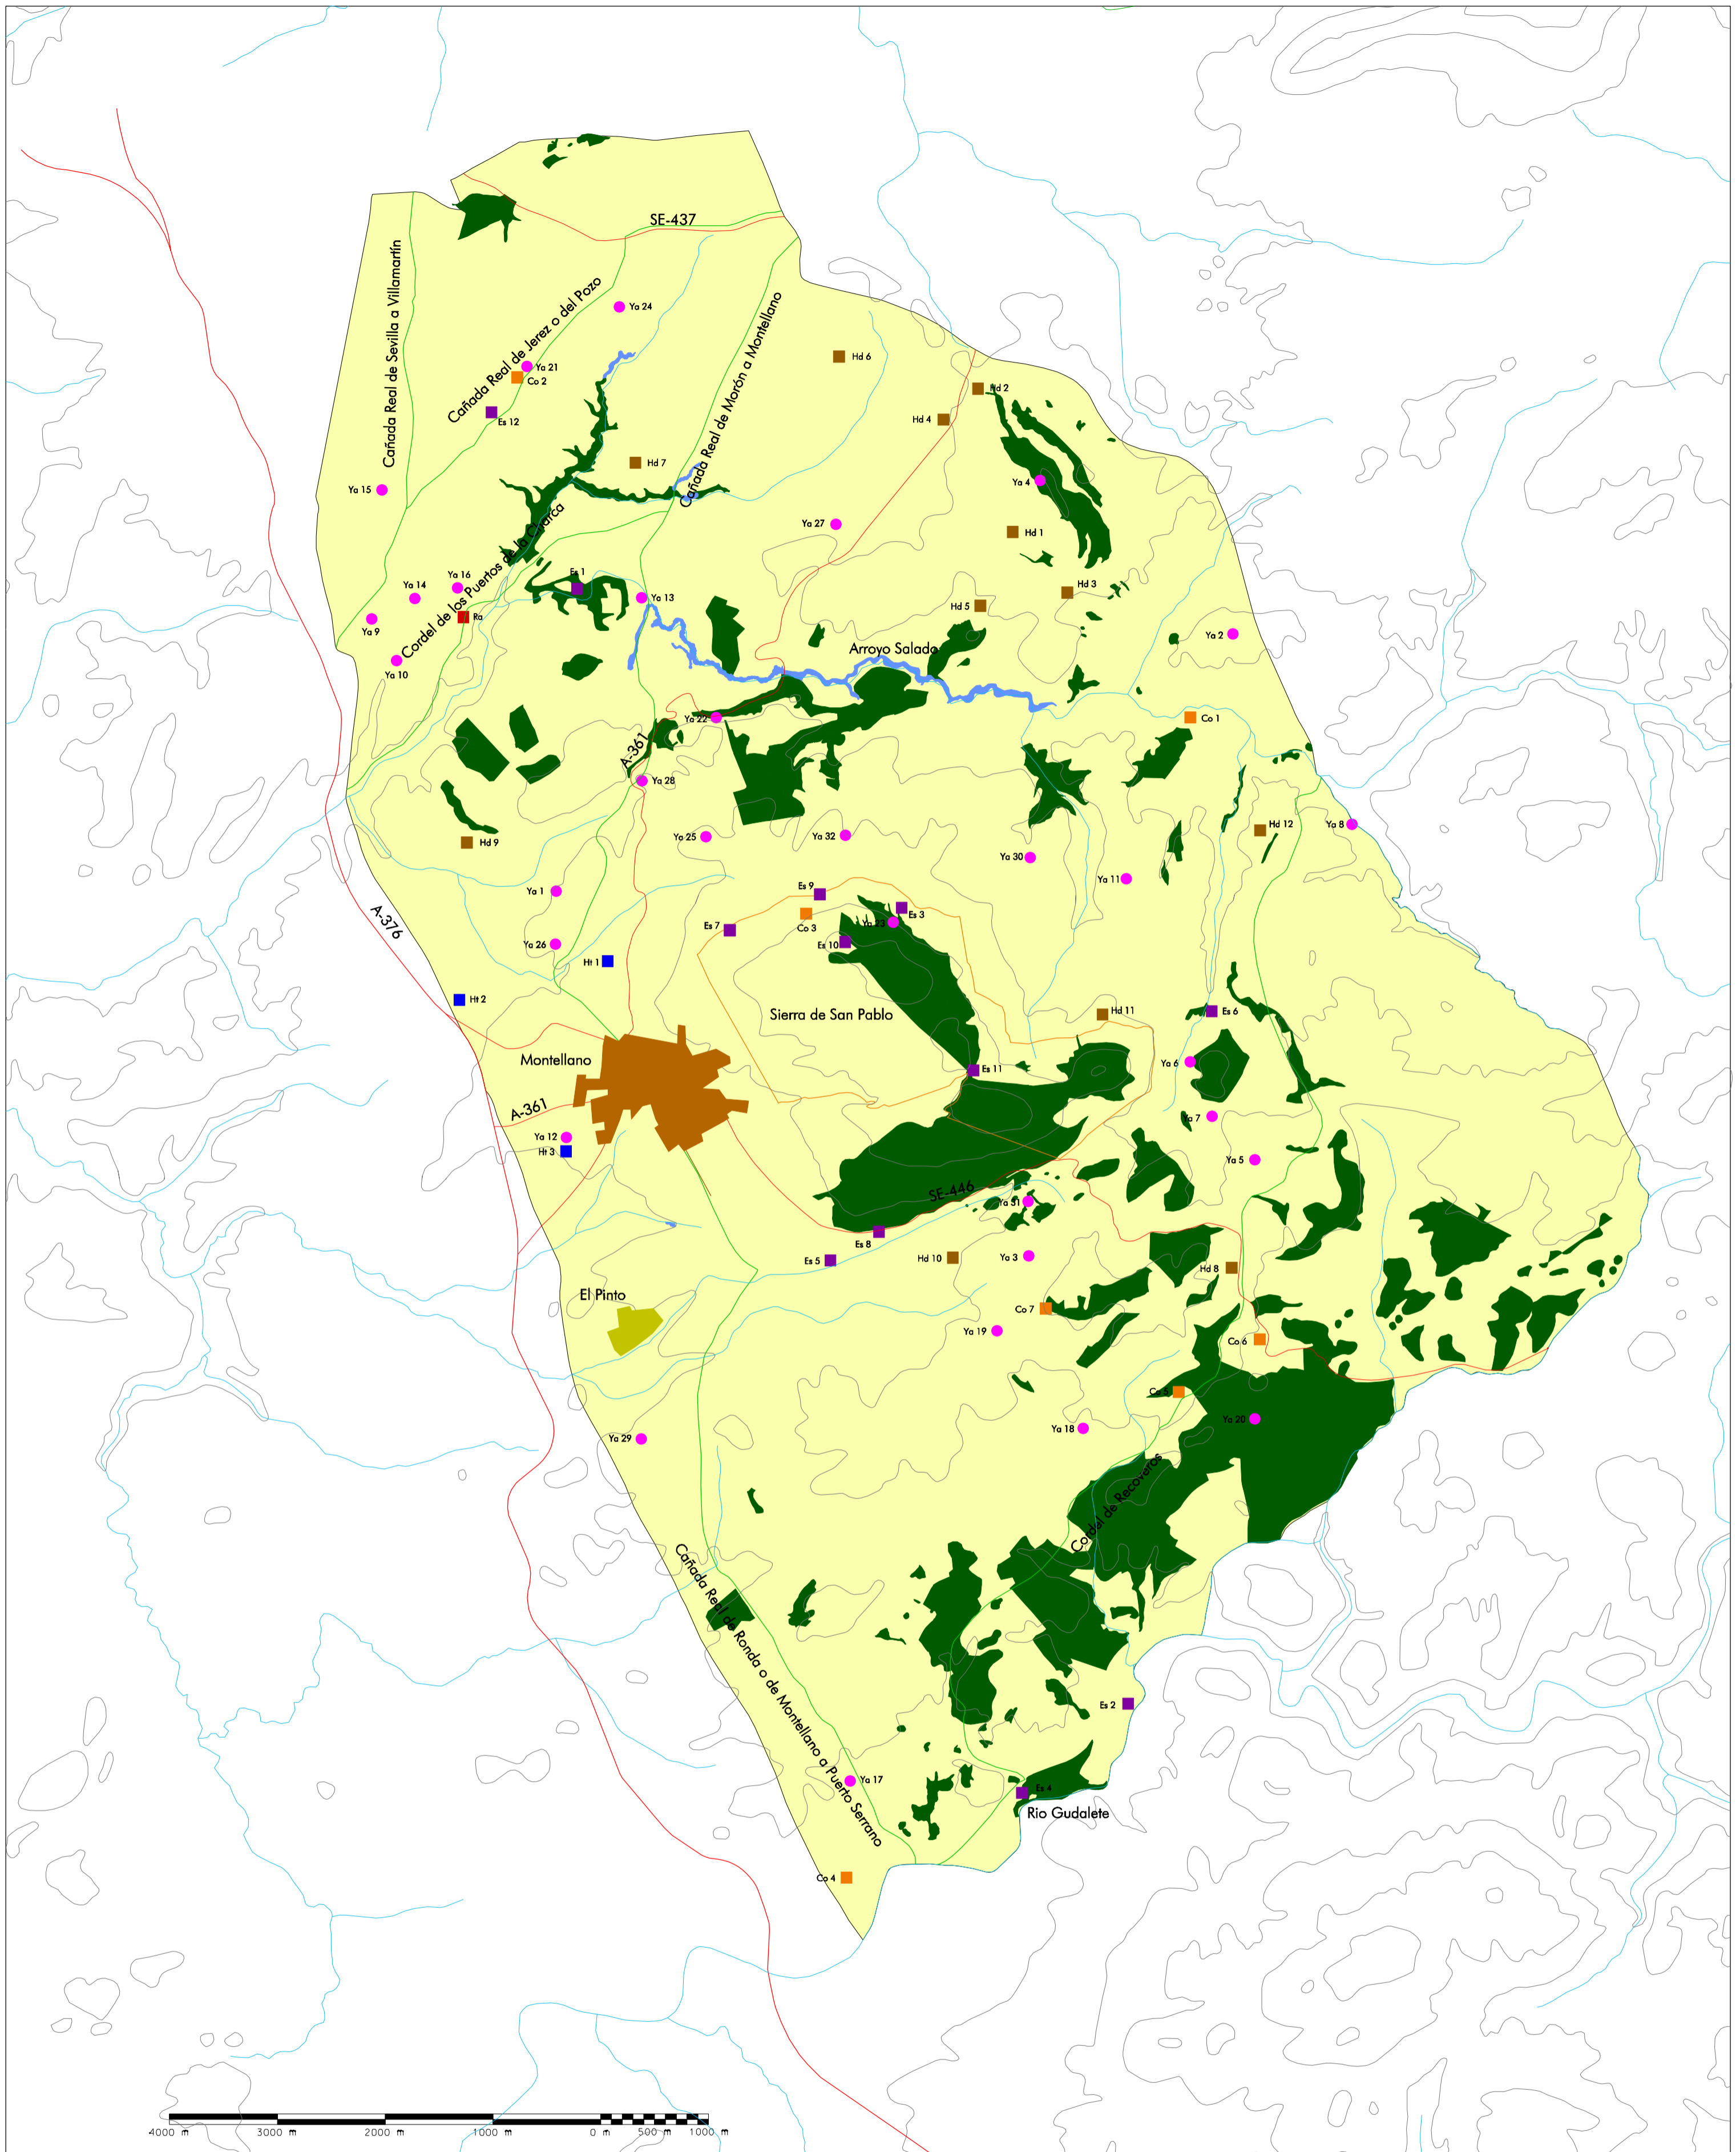 SE-437
Cañada Real de Sevilla a Villamartín
Cañada Real de Jerez o del Pozo
Cañada Real de Morón a Montellano
Ya 24
Hd 6
Ya 21
Co 2
Hd 2
Es 12
Hd 4
Hd 7
Ya 4
Ya 15
Cordel de los Puertos de la Charca
Ya 27
Hd 1
Es 1
Ya 16
Ya 14
Hd 3
Ya 13
Hd 5
Ya 9
Ra
Ya 2
Arroyo Salado
Ya 10
Ya 22
Co 1
A-361
Ya 28
Ya 25
Ya 32
Ya 8
Hd 12
Hd 9
Ya 30
Ya 11
Ya 1
Es 9
A-376
Co 3
Es 3
Ya 23
Es 7
Ya 26
Es 10
Ht 1
Ht 2
Sierra de San Pablo
Hd 11
Es 6
Montellano
Ya 6
Es 11
A-361
Ya 7
Ya 12
Ht 3
Ya 5
SE-446
Ya 31
Es 8
Es 5
Hd 10
Ya 3
Hd 8
El Pinto
Co 7
Ya 19
Co 6
Co 5
Ya 20
Ya 18
Ya 29
Cordal de Recoveros
Cañada Real de Ronda o de Montellano a Puerto Serrano
Es 2
Ya 17
Es 4
Rio Gudalete
Co 4
4000 m 3000 m 2000 m 1000 m 0 m 500 m 1000 m